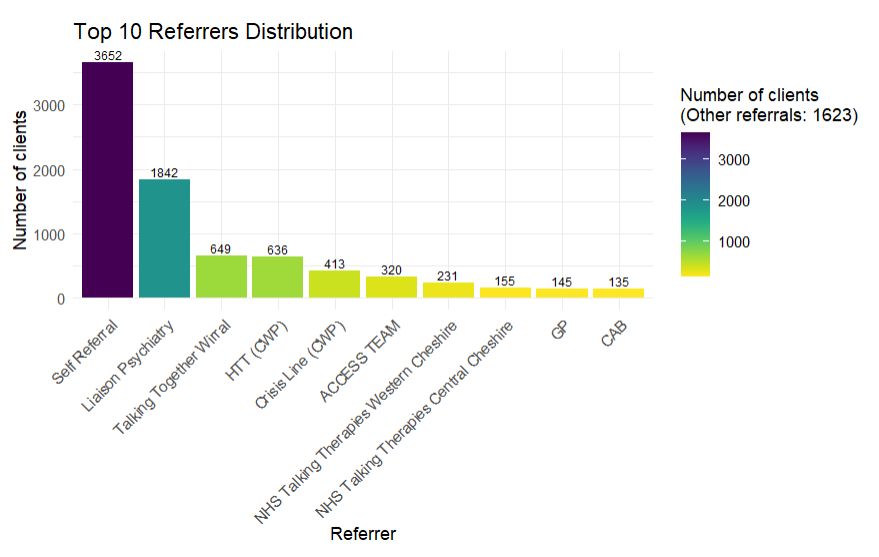 Top 10 Referrers Distribution
Number of clients
3000
2000
1000
0
3652
1842
649
636
413
320
231
155
145
135
Self Referral
Liaison Psychiatry
Talking Together Wirral
HTT (CWP)
Crisis Line (CWP)
ACCESS TEAM
NHS Talking Therapies Western Cheshire
NHS Talking Therapies Central Cheshire
GP
CAB
Referrer
Number of clients
(Other referrals: 1623)
3000
2000
1000